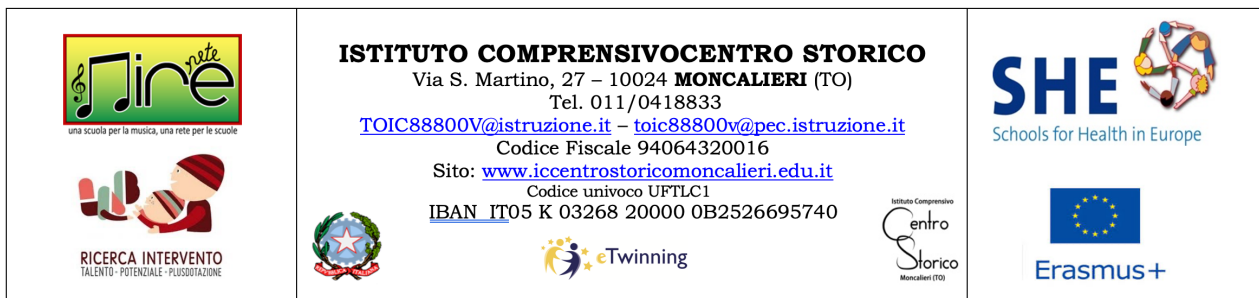 rete
Mire
una scuola per la musica, una rete per le scuole
RICERCA INTERVENTO
TALENTO - POTENZIALE - PLUSDOTAZIONE
ISTITUTO COMPRENSIVOCENTRO STORICO
Via S. Martino, 27 – 10024 MONCALIERI (TO)
Tel. 011/0418833
TOIC88800V@istruzione.it – toic88800v@pec.istruzione.it
Codice Fiscale 94064320016
Sito: www.iccentrostoricomoncalieri.edu.it
Codice univoco UFTLC1
IBAN IT05 K 03268 20000 0B2526695740
REPVBBLICA ITALIANA
eTwinning
Istituto Comprensivo
Centro
Storico
Moncalieri (TO)
SHE
Schools for Health in Europe
Erasmus+